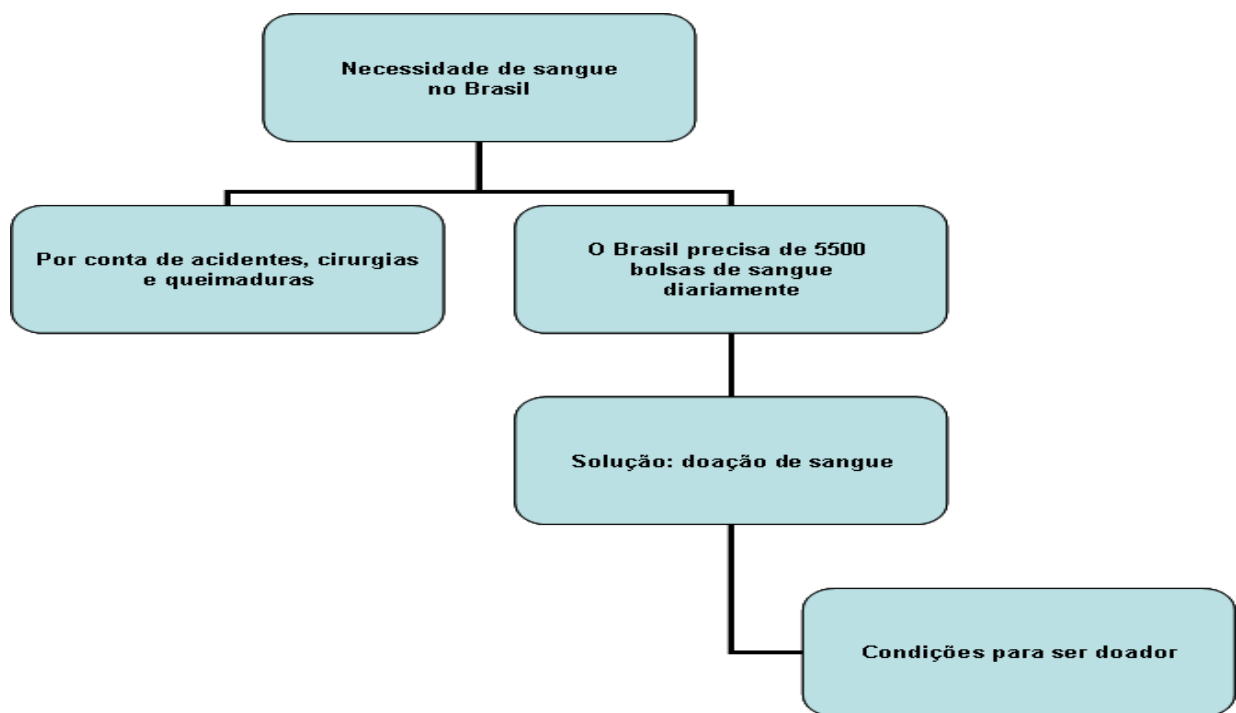 Necessidade de sangue
no Brasil
Por conta de acidentes, cirurgias
e queimaduras
O Brasil precisa de 5500
bolsas de sangue
diariamente
Solução: doação de sangue
Condições para ser doador